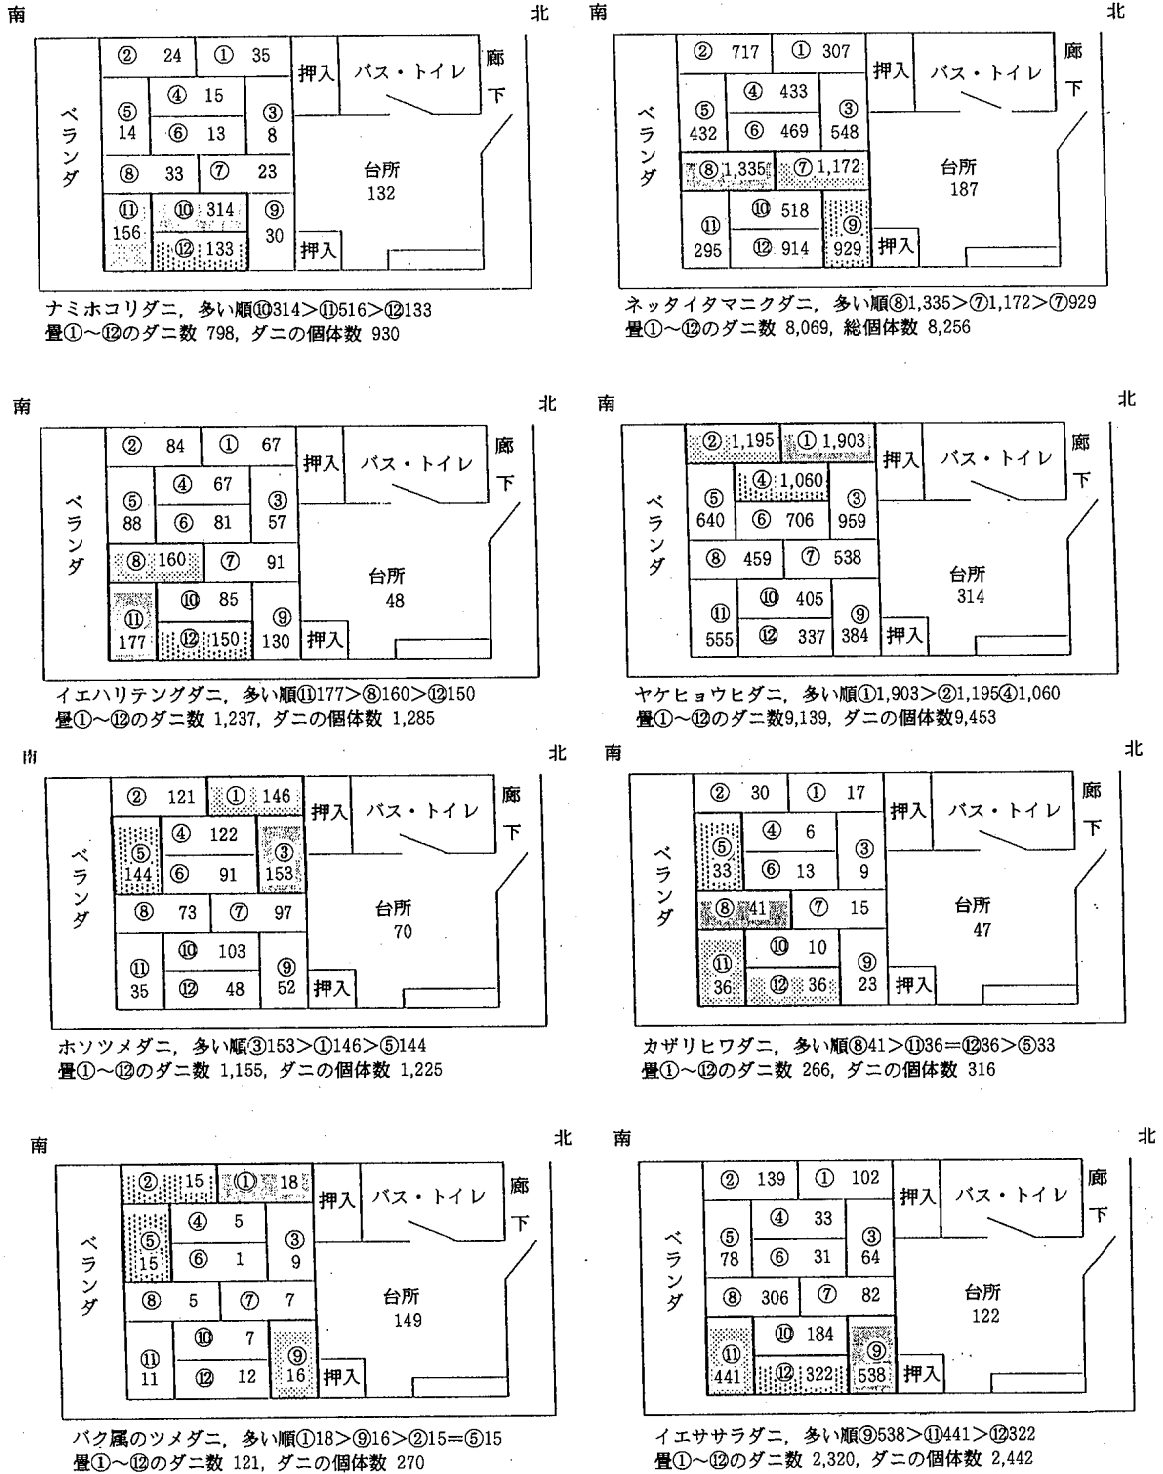 南 北
② 24 ① 35 押入 バス・トイレ 廊下
ベランダ
④ 15
⑤ 14 ⑥ 13 ③ 8
⑧ 33 ⑦ 23 台所 132
⑪ 156 ⑩ 314 ⑨ 30
⑫ 133 押入
ナミホコリダニ, 多い順⑩314>⑪516>⑫133
畳①~⑫のダニ数 798, ダニの個体数 930
南 北
② 717 ① 307 押入 バス・トイレ 廊下
ベランダ
④ 433
⑤ 432 ⑥ 469 ③ 548
⑧ 1,335 ⑦ 1,172 台所 187
⑪ 295 ⑩ 518 ⑨ 929
⑫ 914 押入
ネッタイタマニクダニ, 多い順⑧1,335>⑦1,172>⑦929
畳①~⑫のダニ数 8,069, 総個体数 8,256
南 北
② 84 ① 67 押入 バス・トイレ 廊下
ベランダ
④ 67
⑤ 88 ⑥ 81 ③ 57
⑧ 160 ⑦ 91 台所 48
⑪ 177 ⑩ 85 ⑨ 130
⑫ 150 押入
イエハリテングダニ, 多い順⑪177>⑧160>⑫150
畳①~⑫のダニ数 1,237, ダニの個体数 1,285
南 北
② 1,195 ① 1,903 押入 バス・トイレ 廊下
ベランダ
④ 1,060
⑤ 640 ⑥ 706 ③ 959
⑧ 459 ⑦ 538 台所 314
⑪ 555 ⑩ 405 ⑨ 384
⑫ 337 押入
ヤケヒョウヒダニ, 多い順①1,903>②1,195④1,060
畳①~⑫のダニ数9,139, ダニの個体数9,453
南 北
② 121 ① 146 押入 バス・トイレ 廊下
ベランダ
④ 122
⑤ 144 ⑥ 91 ③ 153
⑧ 73 ⑦ 97 台所 70
⑪ 35 ⑩ 103 ⑨ 52
⑫ 48 押入
ホソツメダニ, 多い順③153>①146>⑤144
畳①~⑫のダニ数 1,155, ダニの個体数 1,225
南 北
② 30 ① 17 押入 バス・トイレ 廊下
ベランダ
④ 6
⑤ 33 ⑥ 13 ③ 9
⑧ 41 ⑦ 15 台所 47
⑪ 36 ⑩ 10 ⑨ 23
⑫ 36 押入
カザリヒワダニ, 多い順⑧41>⑪36=⑫36>⑤33
畳①~⑫のダニ数 266, ダニの個体数 316
南 北
② 15 ① 18 押入 バス・トイレ 廊下
ベランダ
④ 5
⑤ 15 ⑥ 1 ③ 9
⑧ 5 ⑦ 7 台所 149
⑪ 11 ⑩ 7 ⑨ 16
⑫ 12 押入
バク属のツメダニ, 多い順①18>⑨16>②15=⑤15
畳①~⑫のダニ数 121, ダニの個体数 270
南 北
② 139 ① 102 押入 バス・トイレ 廊下
ベランダ
④ 33
⑤ 78 ⑥ 31 ③ 64
⑧ 306 ⑦ 82 台所 122
⑪ 441 ⑩ 184 ⑨ 538
⑫ 322 押入
イエササラダニ, 多い順⑨538>⑪441>⑫322
畳①~⑫のダニ数 2,320, ダニの個体数 2,442